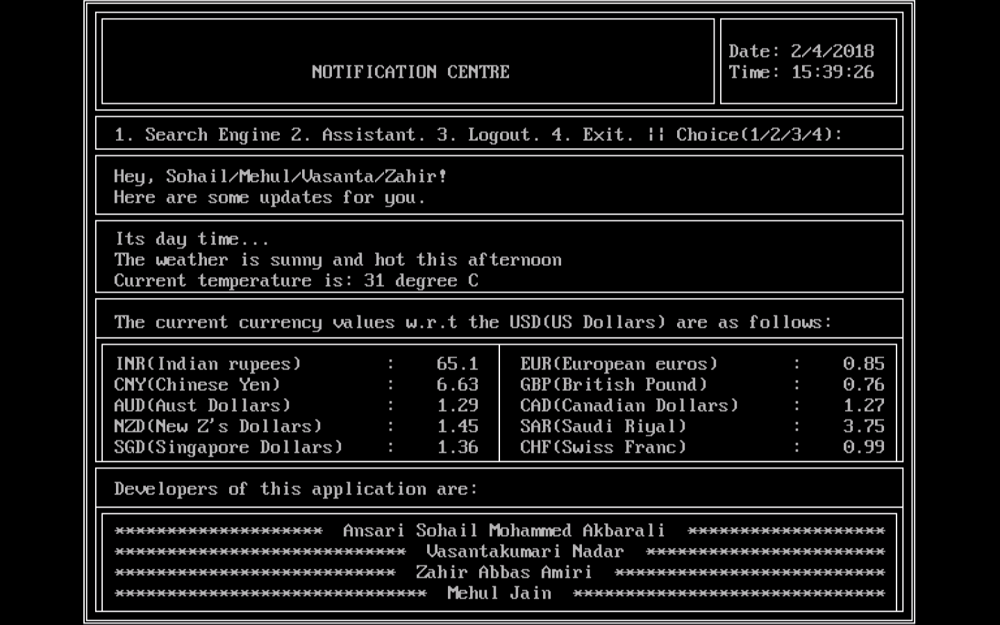 NOTIFICATION CENTRE
Date: 2/4/2018
Time: 15:39:26
1. Search Engine 2. Assistant. 3. Logout. 4. Exit. ¦¦ Choice(1/2/3/4):
Hey, Sohail/Mehul/Vasanta/Zahir!
Here are some updates for you.
Its day time...
The weather is sunny and hot this afternoon
Current temperature is: 31 degree C
The current currency values w.r.t the USD(US Dollars) are as follows:
INR(Indian rupees) : 65.1 EUR(European euros) : 0.85
CNY(Chinese Yen) : 6.63 GBP(British Pound) : 0.76
AUD(Aust Dollars) : 1.29 CAD(Canadian Dollars) : 1.27
NZD(New Z's Dollars) : 1.45 SAR(Saudi Riyal) : 3.75
SGD(Singapore Dollars) : 1.36 CHF(Swiss Franc) : 0.99
Developers of this application are:
******************** Ansari Sohail Mohammed Akbarali *******************
**************************** Vasantakumari Nadar ***********************
*************************** Zahir Abbas Amiri **************************
****************************** Mehul Jain ******************************